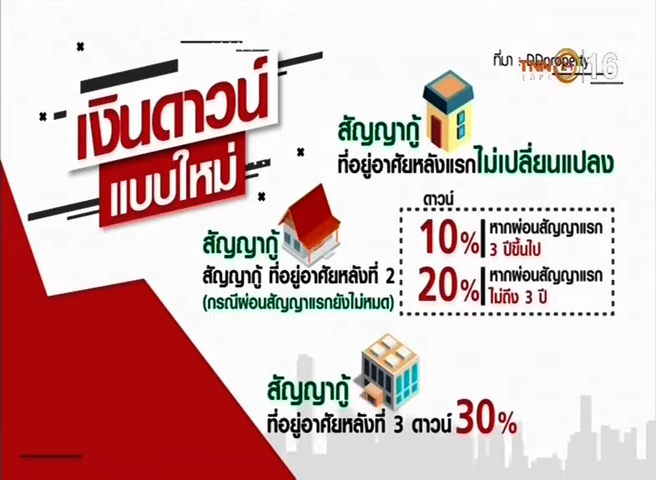 เงินดาวน์
แบบใหม่
ที่มา : DDproperty
16
สัญญากู้
ที่อยู่อาศัยหลังแรกไม่เปลี่ยนแปลง
สัญญากู้
สัญญากู้ ที่อยู่อาศัยหลังที่ 2
(กรณีผ่อนสัญญาแรกยังไม่หมด)
ดาวน์
10% หากผ่อนสัญญาแรก
3 ปีขึ้นไป
20% หากผ่อนสัญญาแรก
ไม่ถึง 3 ปี
สัญญากู้
ที่อยู่อาศัยหลังที่ 3 ดาวน์ 30%